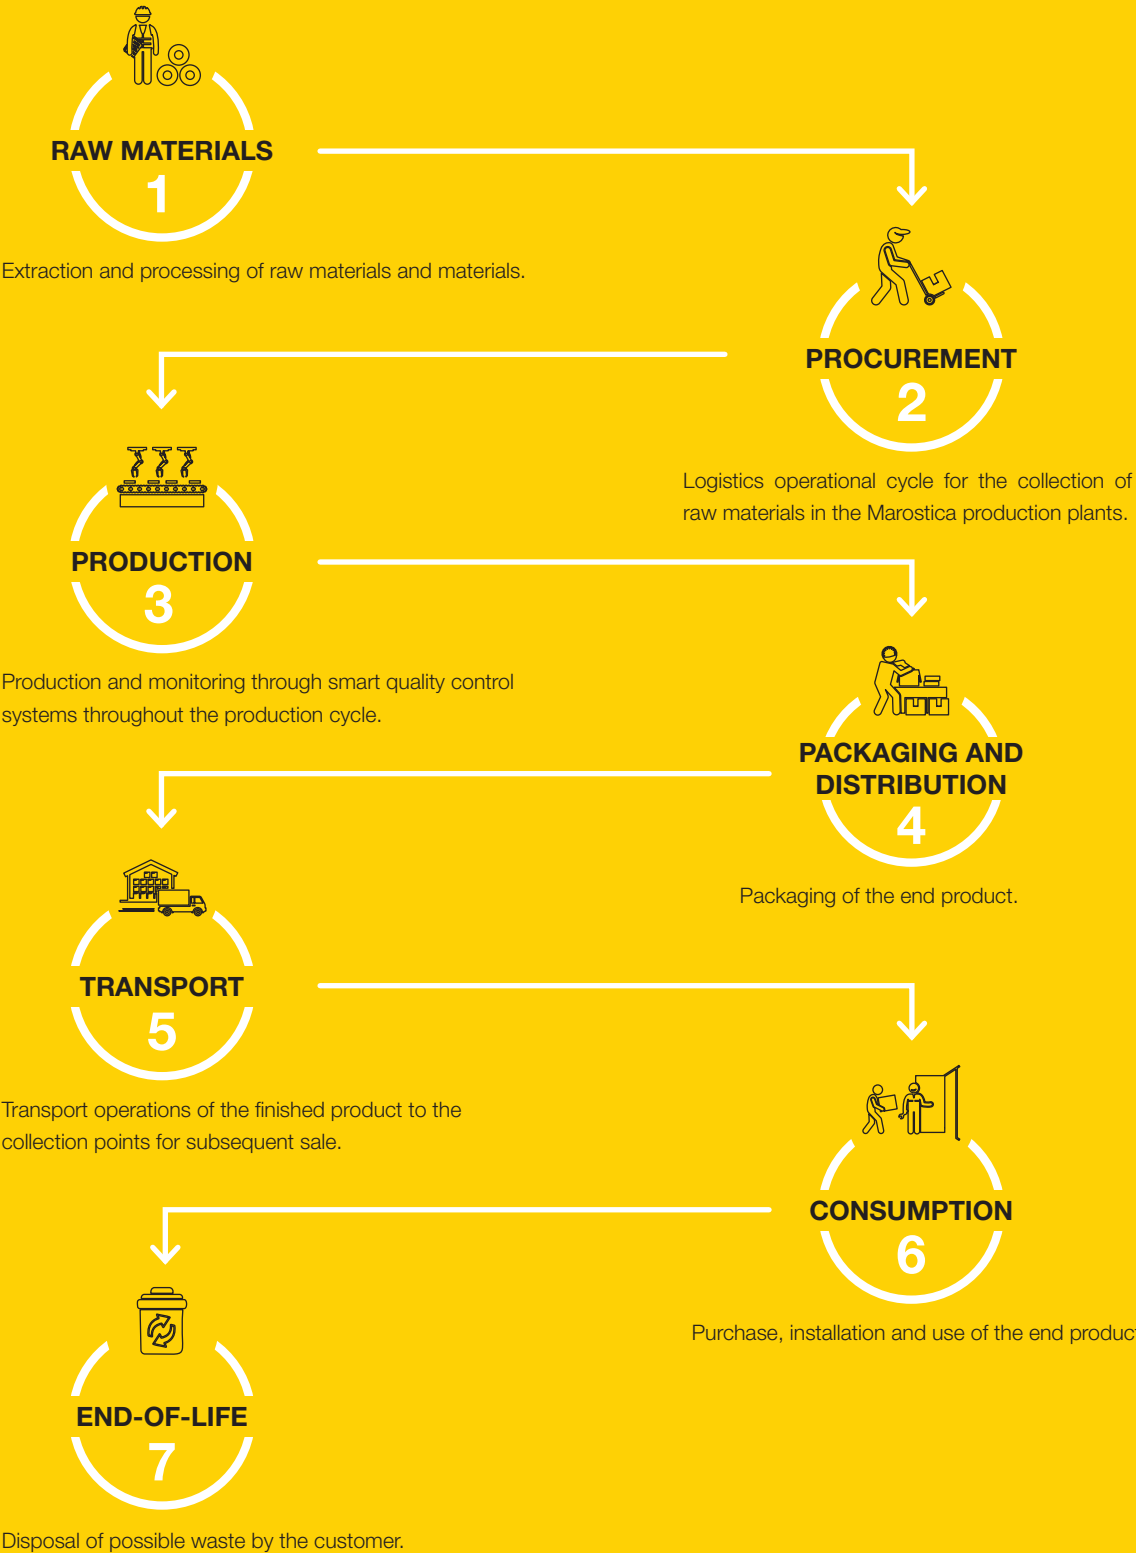 RAW MATERIALS
1
Extraction and processing of raw materials and materials.
PROCUREMENT
2
Logistics operational cycle for the collection of
raw materials in the Marostica production plants.
PRODUCTION
3
Production and monitoring through smart quality control
systems throughout the production cycle.
PACKAGING AND
DISTRIBUTION
4
Packaging of the end product.
TRANSPORT
5
Transport operations of the finished product to the
collection points for subsequent sale.
CONSUMPTION
6
Purchase, installation and use of the end product
END-OF-LIFE
7
Disposal of possible waste by the customer.